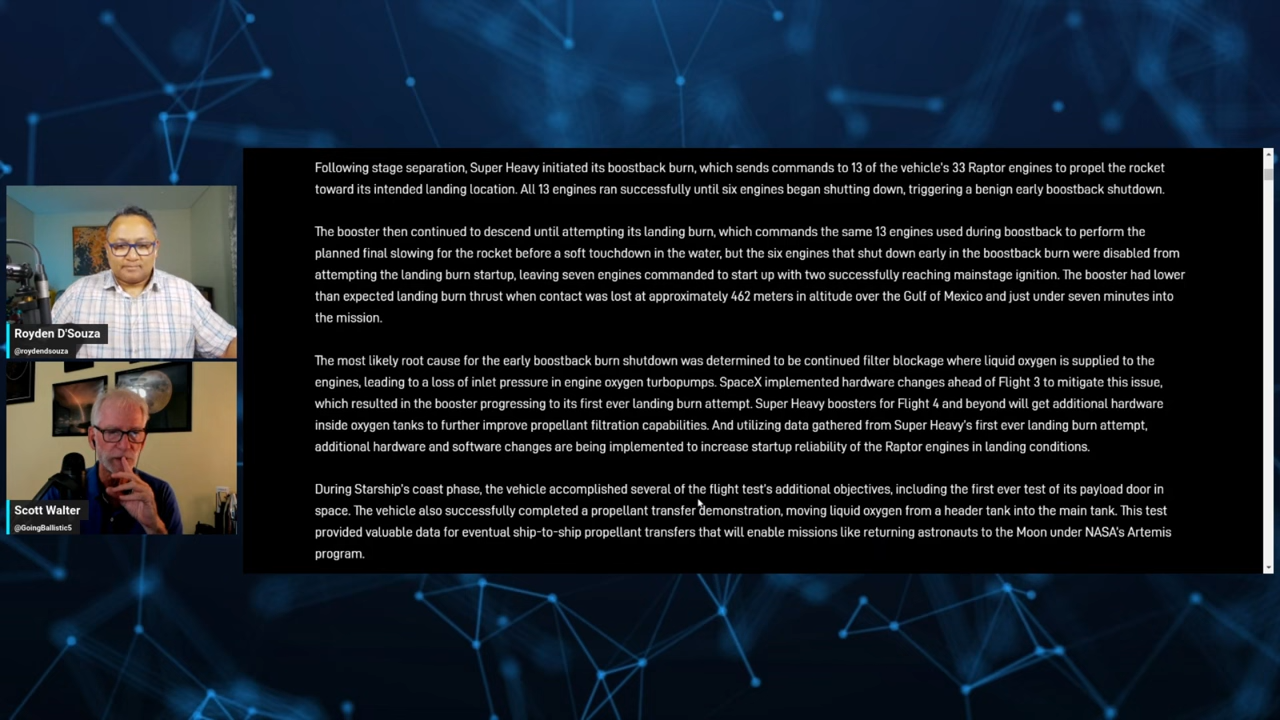 Following stage separation, Super Heavy initiated its boostback burn, which sends commands to 13 of the vehicle's 33 Raptor engines to propel the rocket
toward its intended landing location. All 13 engines ran successfully until six engines began shutting down, triggering a benign early boostback shutdown.
The booster then continued to descend until attempting its landing burn, which commands the same 13 engines used during boostback to perform the
planned final slowing for the rocket before a soft touchdown in the water, but the six engines that shut down early in the boostback burn were disabled from
attempting the landing burn startup, leaving seven engines commanded to start up with two successfully reaching mainstage ignition. The booster had lower
than expected landing burn thrust when contact was lost at approximately 462 meters in altitude over the Gulf of Mexico and just under seven minutes into
the mission.
The most likely root cause for the early boostback burn shutdown was determined to be continued filter blockage where liquid oxygen is supplied to the
engines, leading to a loss of inlet pressure in engine oxygen turbopumps. SpaceX implemented hardware changes ahead of Flight 3 to mitigate this issue,
which resulted in the booster progressing to its first ever landing burn attempt. Super Heavy boosters for Flight 4 and beyond will get additional hardware
inside oxygen tanks to further improve propellant filtration capabilities. And utilizing data gathered from Super Heavy's first ever landing burn attempt,
additional hardware and software changes are being implemented to increase startup reliability of the Raptor engines in landing conditions.
During Starship's coast phase, the vehicle accomplished several of the flight test's additional objectives, including the first ever test of its payload door in
space. The vehicle also successfully completed a propellant transfer demonstration, moving liquid oxygen from a header tank into the main tank. This test
provided valuable data for eventual ship-to-ship propellant transfers that will enable missions like returning astronauts to the Moon under NASA's Artemis
program.
Royden D'Souza
@roydendsouza
Scott Walter
@GoingBallistic5